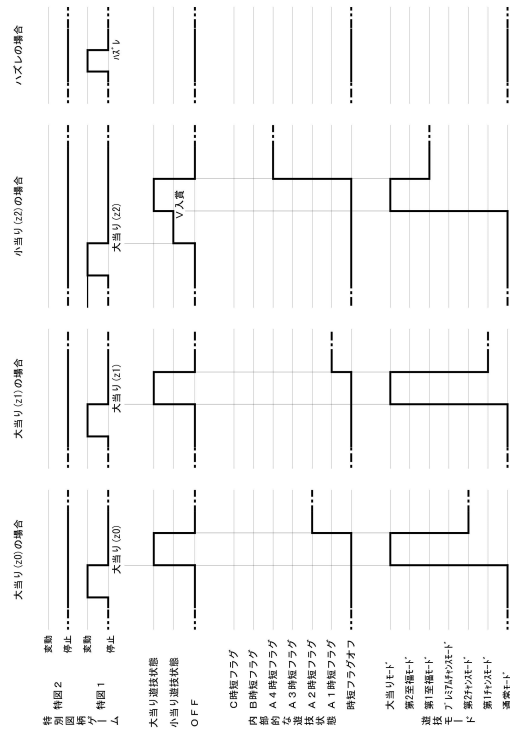 大当り(z0)の場合
大当り(z1)の場合
小当り(z2)の場合
ハズレの場合
特別図柄ゲーム
特図２
変動
停止
特図１
変動
停止
大当り(z0)
大当り(z1)
大当り(z2)
ハズレ
大当り遊技状態
小当り遊技状態
ＯＦＦ
Ｖ入賞
内部的な遊技状態
Ｃ時短フラグ
Ｂ時短フラグ
Ａ４時短フラグ
Ａ３時短フラグ
Ａ２時短フラグ
Ａ１時短フラグ
時短フラグオフ
遊技モード
大当りモード
第2至福モード
第1至福モード
プレミアムチャンスモード
第2チャンスモード
第1チャンスモード
通常モード